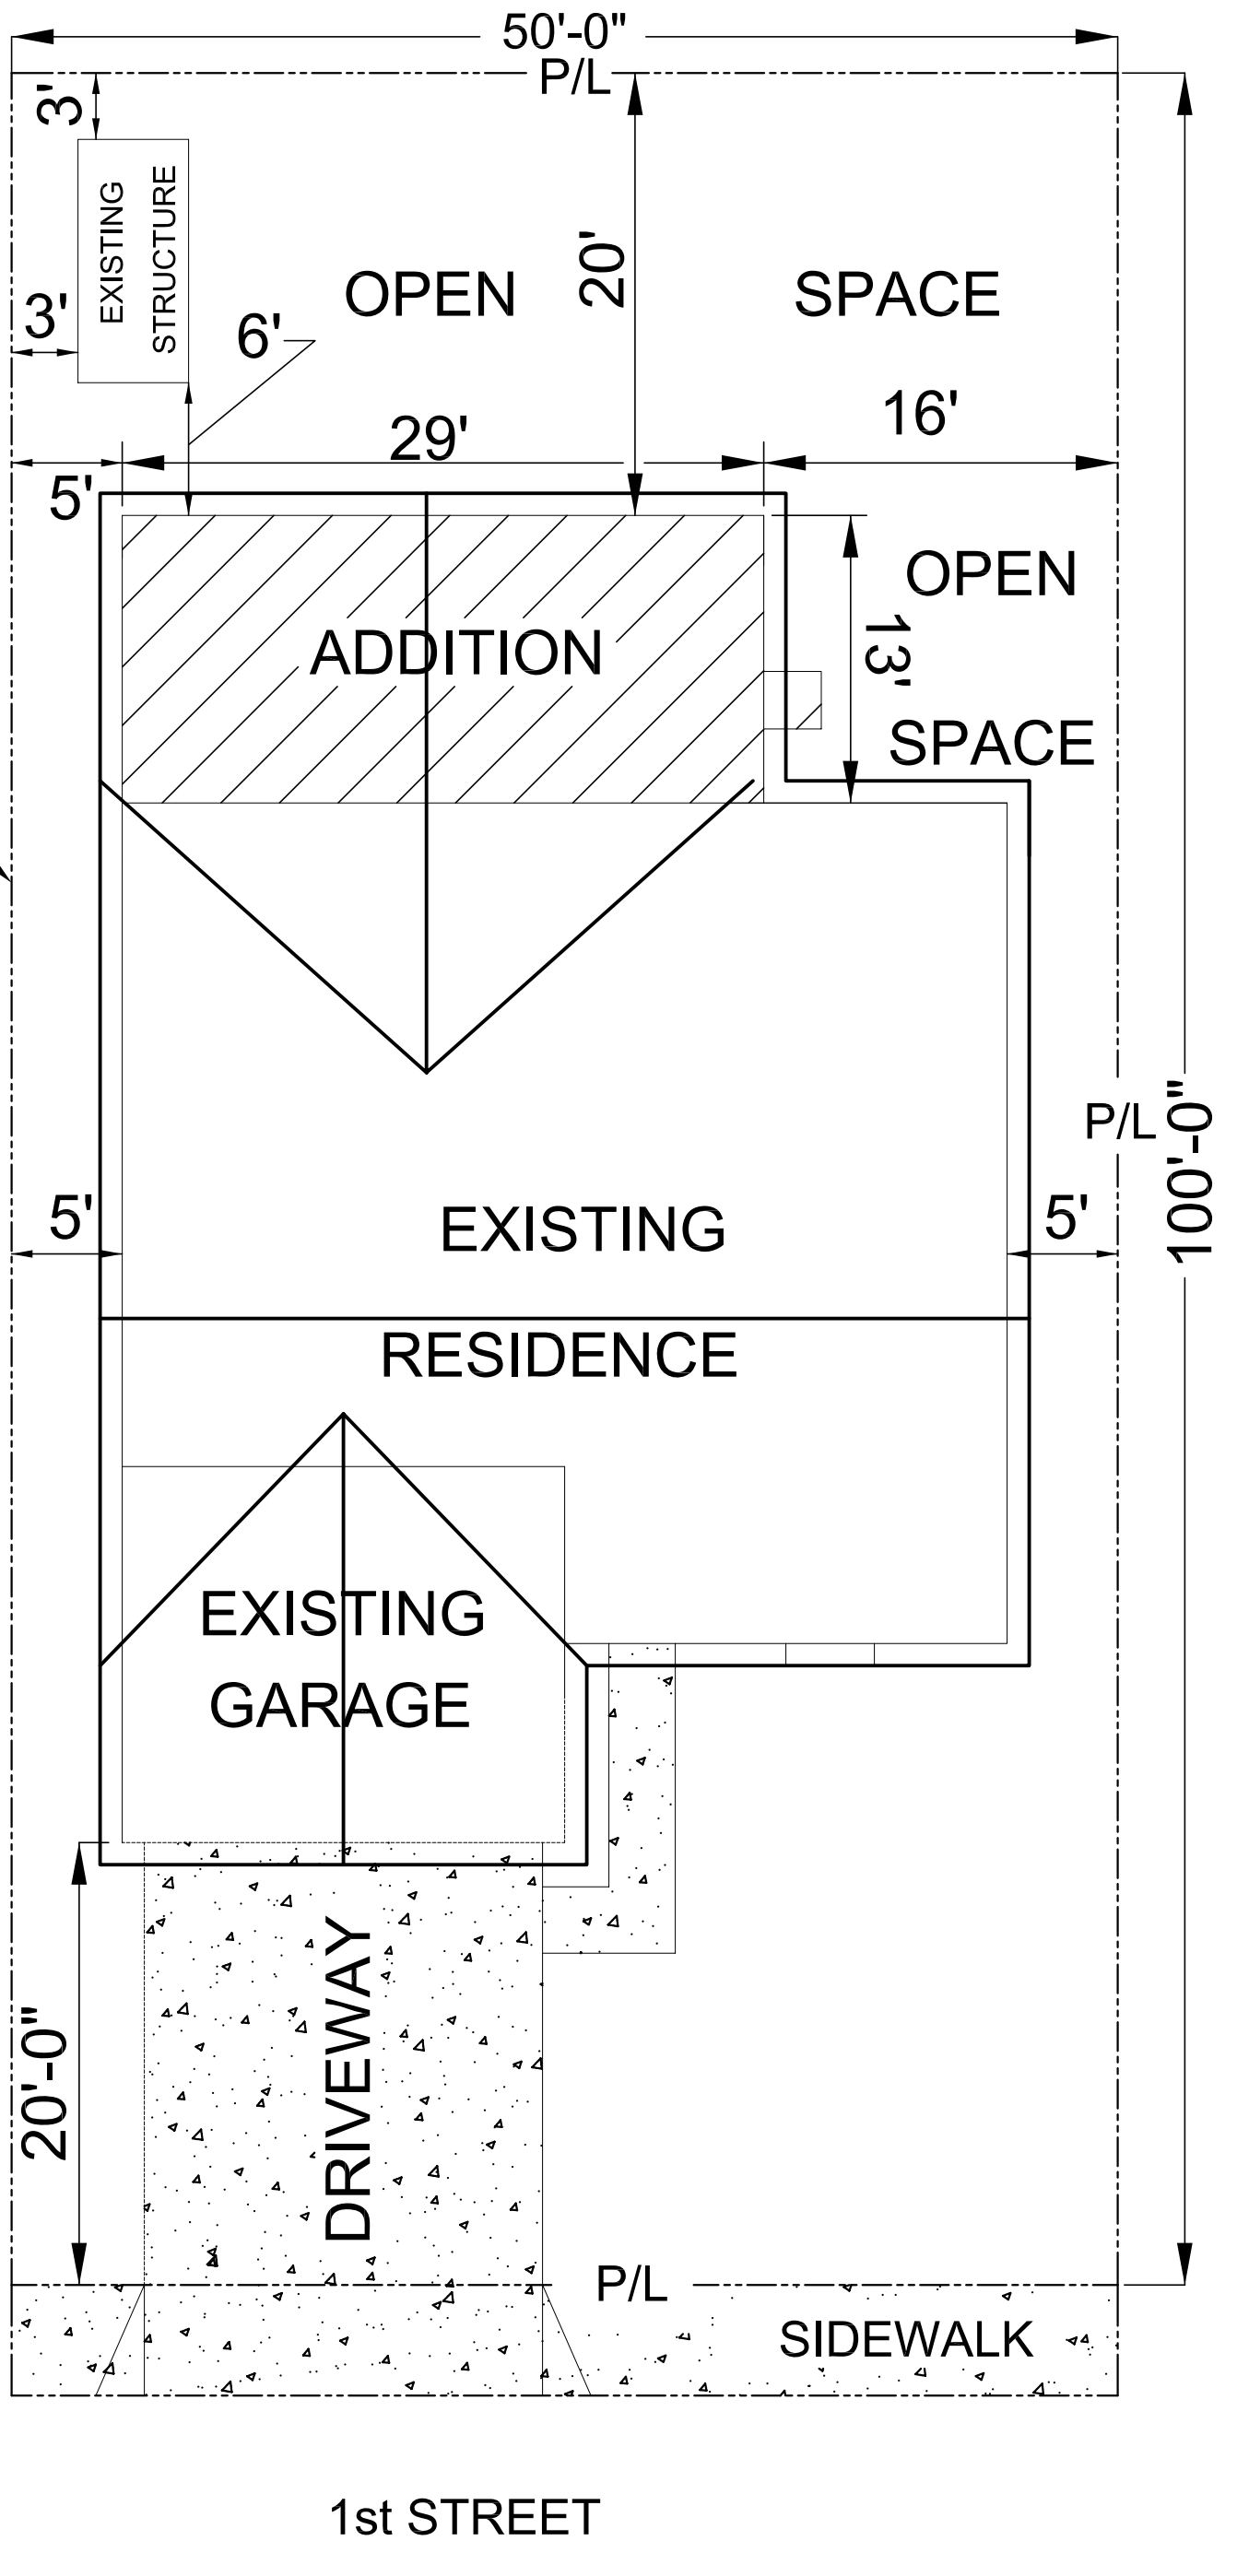 50'-0"
P/L
3'
EXISTING
STRUCTURE
20'
OPEN
SPACE
3'
6'
29'
16'
5'
OPEN
ADDITION
13'
SPACE
P/L
100'-0"
5'
EXISTING
5'
RESIDENCE
EXISTING
GARAGE
DRIVEWAY
20'-0"
P/L
SIDEWALK
1st STREET